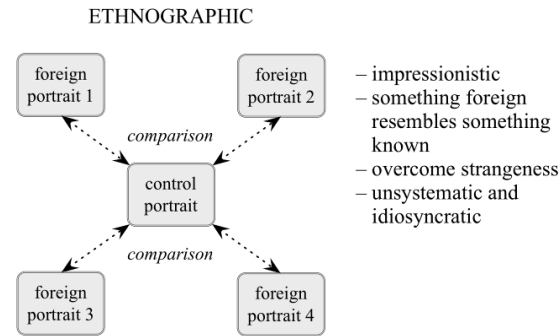 ETHNOGRAPHIC
foreign
portrait 1
foreign
portrait 2
comparison
control
portrait
comparison
foreign
portrait 3
foreign
portrait 4
– impressionistic
– something foreign
resembles something
known
– overcome strangeness
– unsystematic and
idiosyncratic